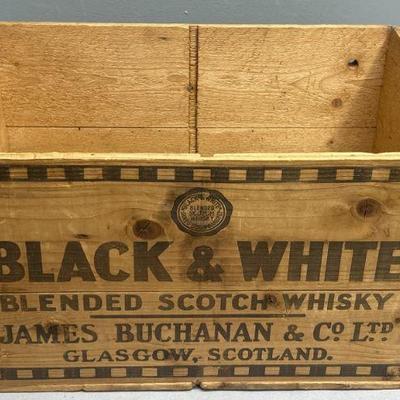 BLACK & WHITE
BLENDED SCOTCH WHISKY
JAMES BUCHANAN & CO LTD
GLASGOW, SCOTLAND.